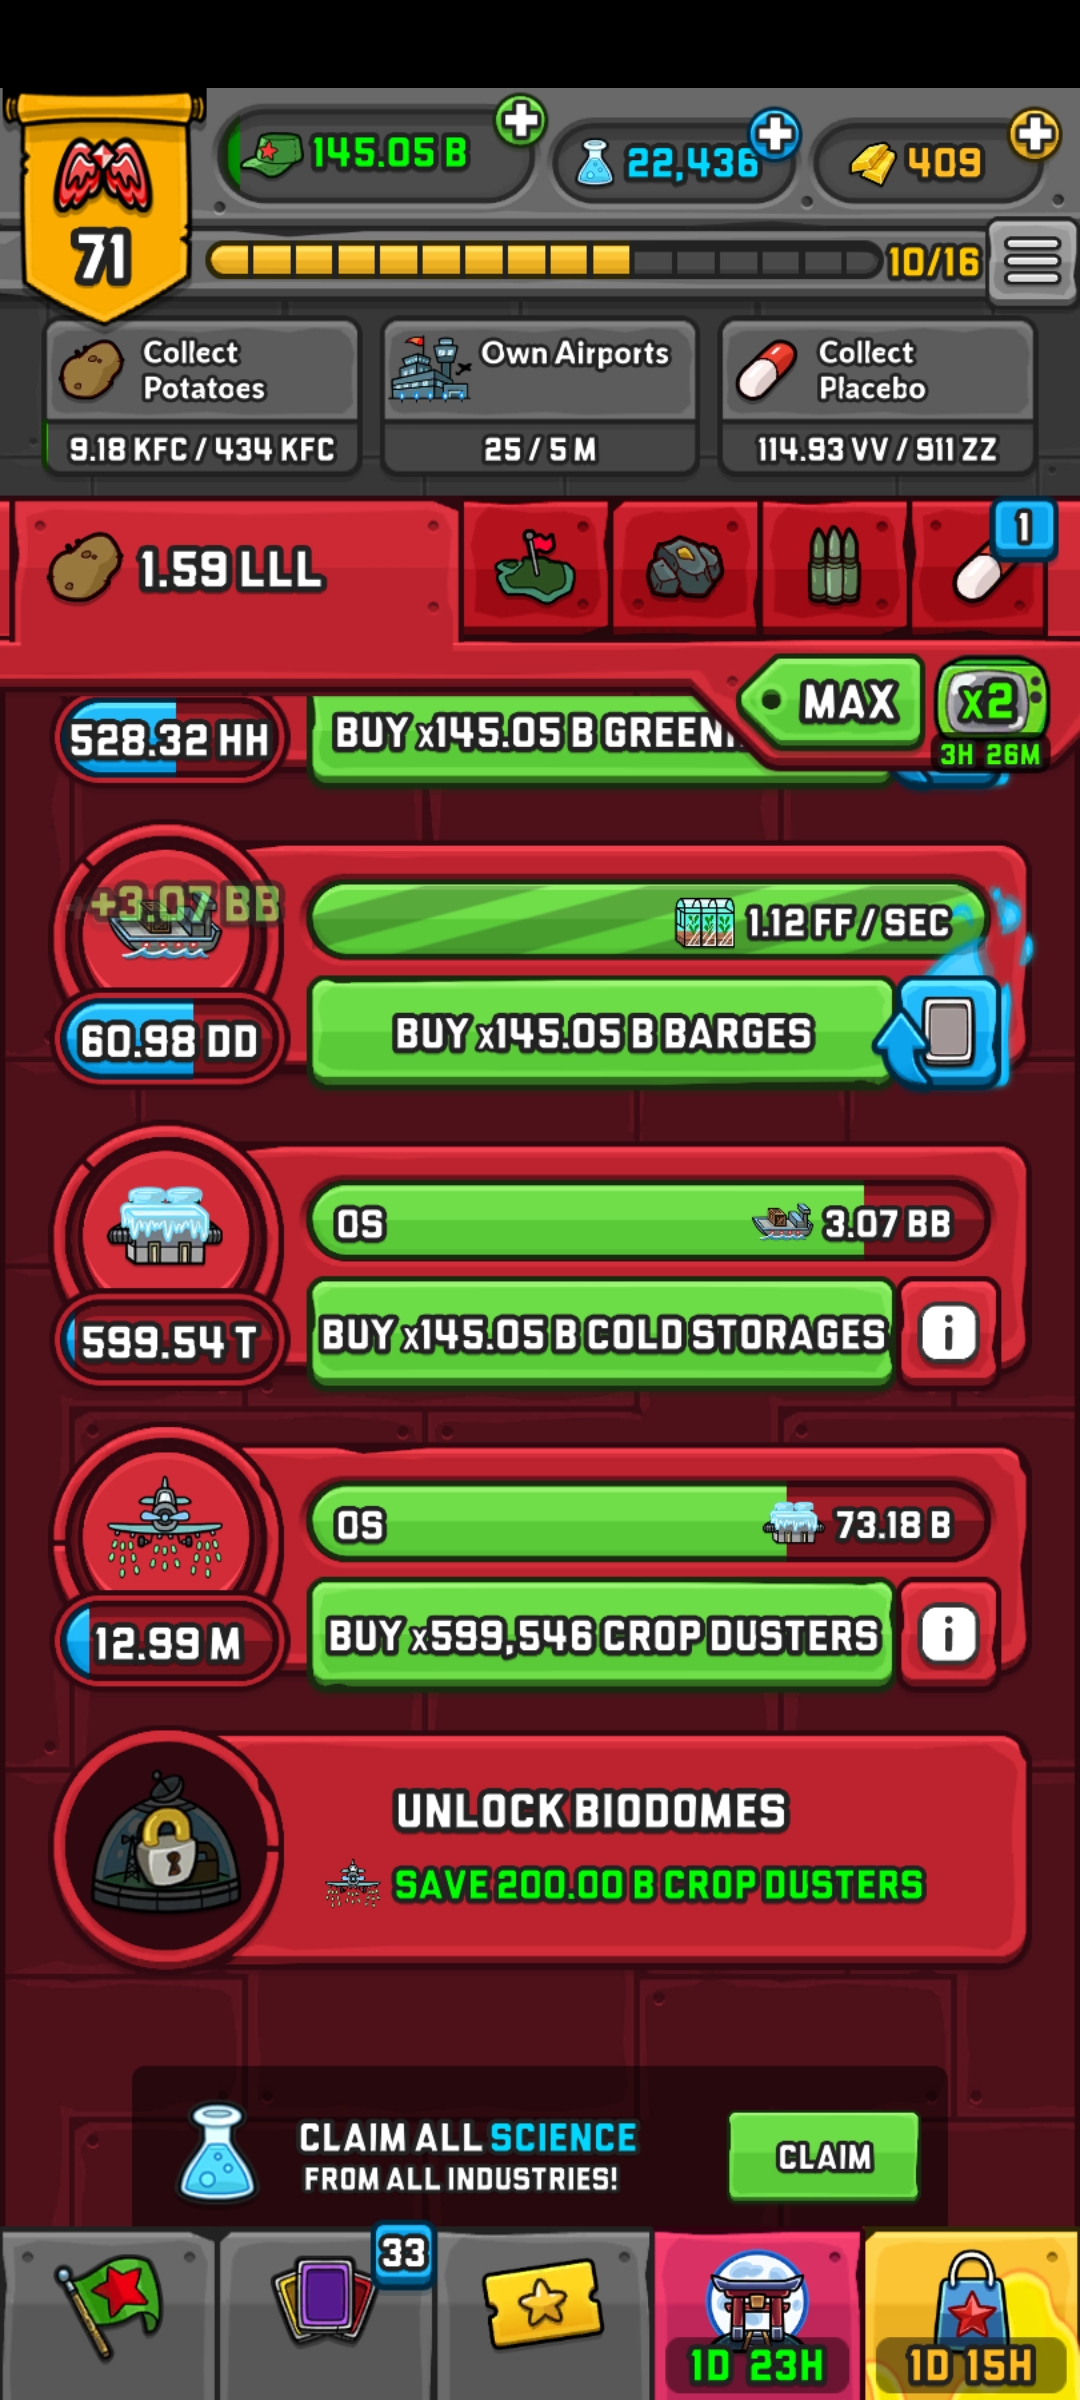 145.05 B
22,436
409
71
10/16
Collect
Potatoes
Own Airports
Collect
Placebo
9.18 KFC / 434 KFC
25 / 5 M
114.93 VV / 911 ZZ
1.59 LLL
1
MAX
x2
3H 26M
528.32 HH
BUY x145.05 B
+3.07 BB
1.12 FF / SEC
60.98 DD
BUY x145.05 B BARGES
0S
3.07 BB
599.54 T
BUY x145.05 B COLD STORAGES
i
0S
73.18 B
12.99 M
BUY x599,546 CROP DUSTERS
i
UNLOCK BIODOMES
SAVE 200.00 B CROP DUSTERS
CLAIM ALL SCIENCE
FROM ALL INDUSTRIES!
CLAIM
33
1D 23H
1D 15H